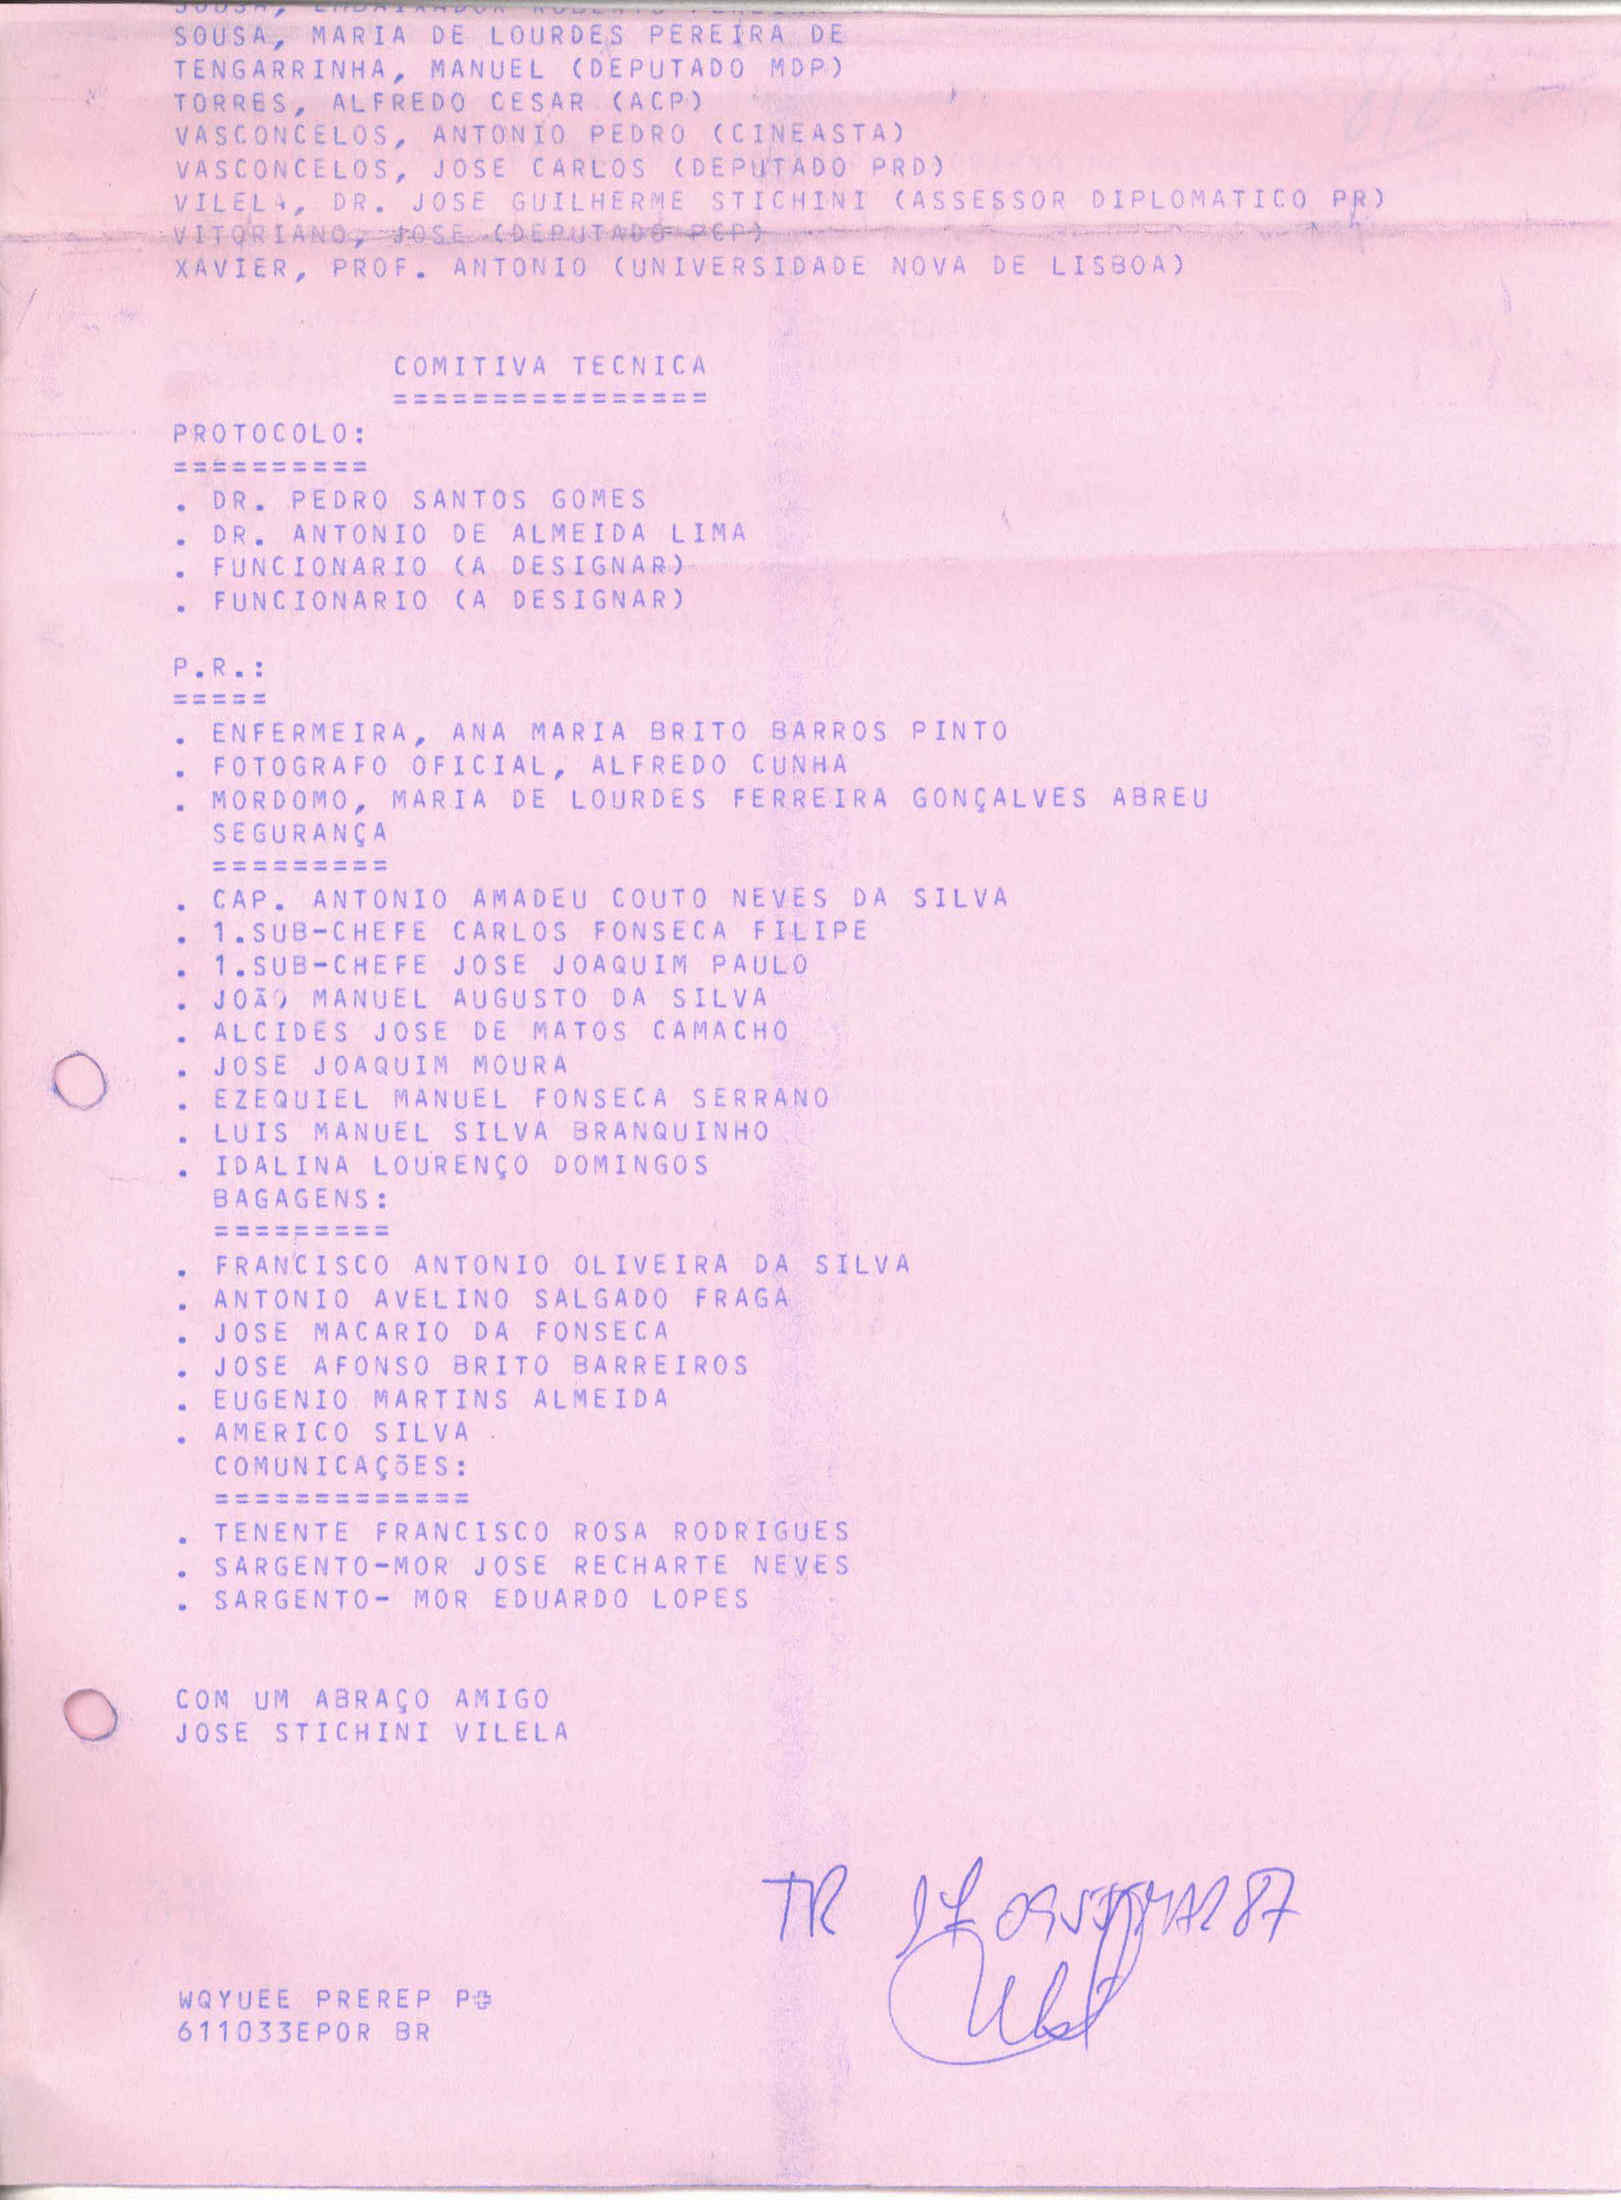 SOUSA, EMBAIXADOR ROBERTO PEREIRA
SOUSA, MARIA DE LOURDES PEREIRA DE
TENGARRINHA, MANUEL (DEPUTADO MDP)
TORRES, ALFREDO CESAR (ACP)
VASCONCELOS, ANTONIO PEDRO (CINEASTA)
VASCONCELOS, JOSE CARLOS (DEPUTADO PRD)
VILELA, DR. JOSE GUILHERME STICHINI (ASSESSOR DIPLOMATICO PR)
VITORIANO, JOSE (DEPUTADO PCP)
XAVIER, PROF. ANTONIO (UNIVERSIDADE NOVA DE LISBOA)
COMITIVA TECNICA
================
PROTOCOLO:
==========
. DR. PEDRO SANTOS GOMES
. DR. ANTONIO DE ALMEIDA LIMA
. FUNCIONARIO (A DESIGNAR)
. FUNCIONARIO (A DESIGNAR)
P.R.:
=====
. ENFERMEIRA, ANA MARIA BRITO BARROS PINTO
. FOTOGRAFO OFICIAL, ALFREDO CUNHA
. MORDOMO, MARIA DE LOURDES FERREIRA GONÇALVES ABREU
SEGURANÇA
=========
. CAP. ANTONIO AMADEU COUTO NEVES DA SILVA
. 1.SUB-CHEFE CARLOS FONSECA FILIPE
. 1.SUB-CHEFE JOSE JOAQUIM PAULO
. JOÃO MANUEL AUGUSTO DA SILVA
. ALCIDES JOSE DE MATOS CAMACHO
. JOSE JOAQUIM MOURA
. EZEQUIEL MANUEL FONSECA SERRANO
. LUIS MANUEL SILVA BRANQUINHO
. IDALINA LOURENÇO DOMINGOS
BAGAGENS:
=========
. FRANCISCO ANTONIO OLIVEIRA DA SILVA
. ANTONIO AVELINO SALGADO FRAGA
. JOSE MACARIO DA FONSECA
. JOSE AFONSO BRITO BARREIROS
. EUGENIO MARTINS ALMEIDA
. AMERICO SILVA
COMUNICAÇÕES:
=============
. TENENTE FRANCISCO ROSA RODRIGUES
. SARGENTO-MOR JOSE RECHARTE NEVES
. SARGENTO- MOR EDUARDO LOPES
COM UM ABRAÇO AMIGO
JOSE STICHINI VILELA
TR MAR 87
WQYUEE PREREP P
611033EPOR BR